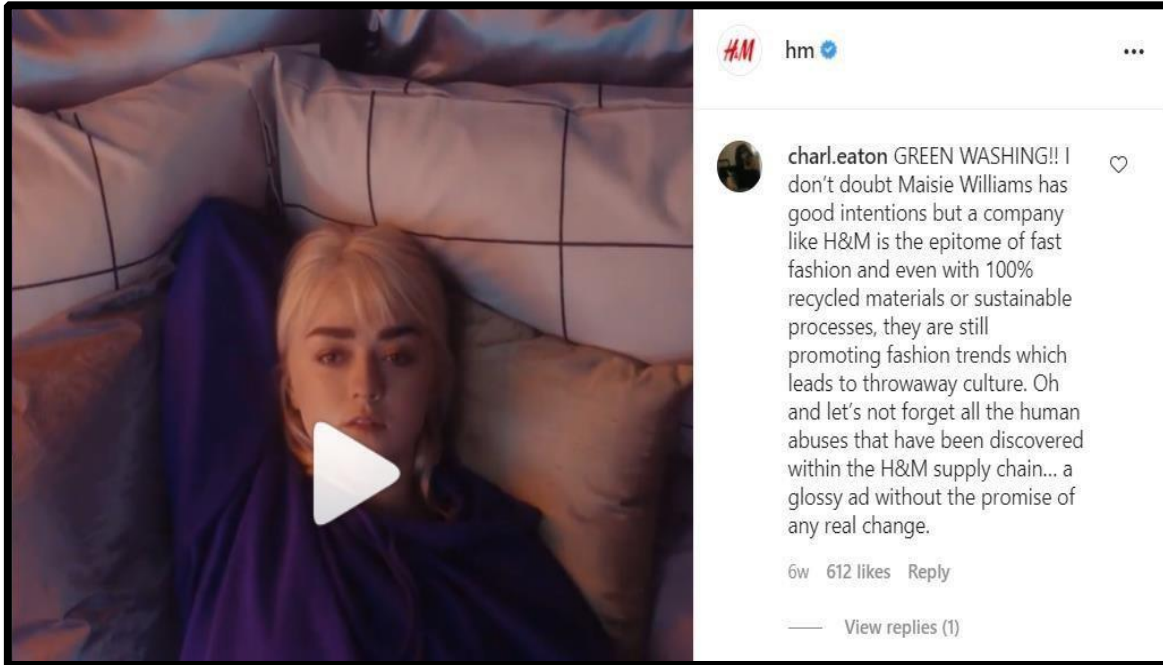 H&M hm
charl.eaton GREEN WASHING!! I
don't doubt Maisie Williams has
good intentions but a company
like H&M is the epitome of fast
fashion and even with 100%
recycled materials or sustainable
processes, they are still
promoting fashion trends which
leads to throwaway culture. Oh
and let's not forget all the human
abuses that have been discovered
within the H&M supply chain... a
glossy ad without the promise of
any real change.
6w 612 likes Reply
View replies (1)